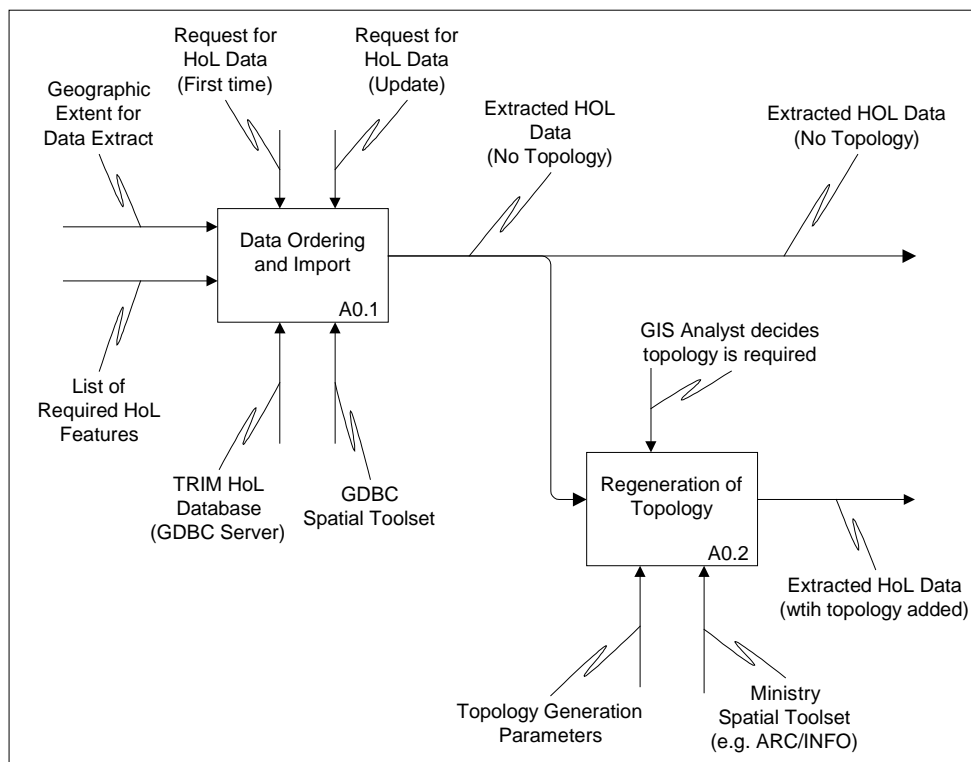 Request for
HoL Data
(First time)
Request for
HoL Data
(Update)
Geographic
Extent for
Data Extract
Extracted HOL
Data
(No Topology)
Extracted HOL Data
(No Topology)
Data Ordering
and Import
A0.1
List of
Required HoL
Features
TRIM HoL
Database
(GDBC Server)
GDBC
Spatial Toolset
GIS Analyst decides
topology is required
Regeneration of
Topology
A0.2
Extracted HoL Data
(wtih topology added)
Topology Generation
Parameters
Ministry
Spatial Toolset
(e.g. ARC/INFO)